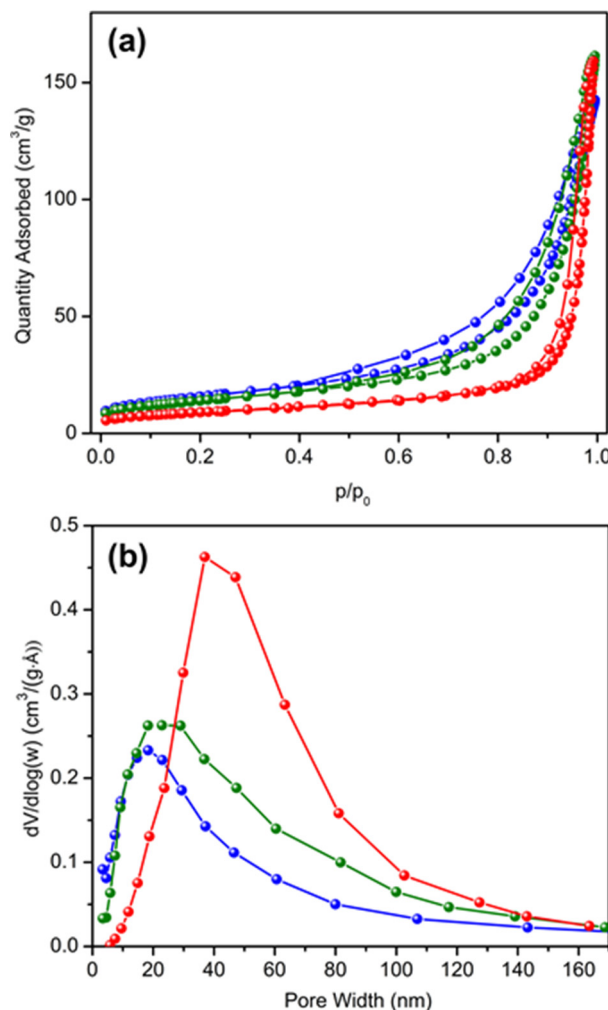 (a)
150
100
50
0
Quantity Adsorbed (cm³/g)
0.0 0.2 0.4 0.6 0.8 1.0
p/p₀
(b)
0.5
0.4
0.3
0.2
0.1
0.0
dV/dlog(w) (cm³/(g·Å))
0 20 40 60 80 100 120 140 160
Pore Width (nm)